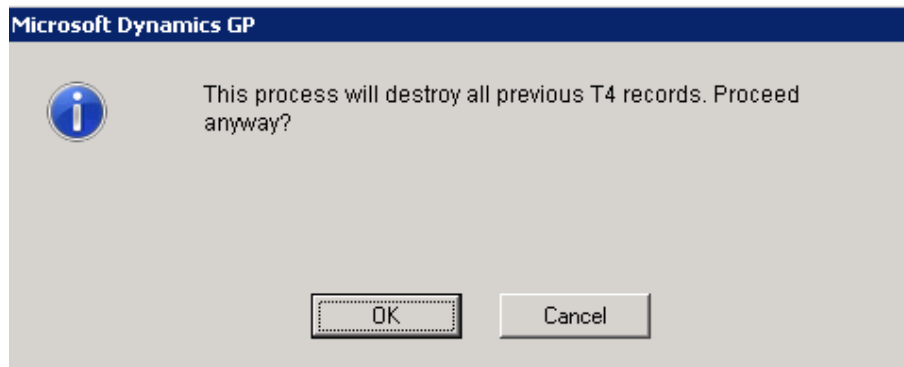 Microsoft Dynamics GP
This process will destroy all previous T4 records. Proceed
anyway?
OK
Cancel